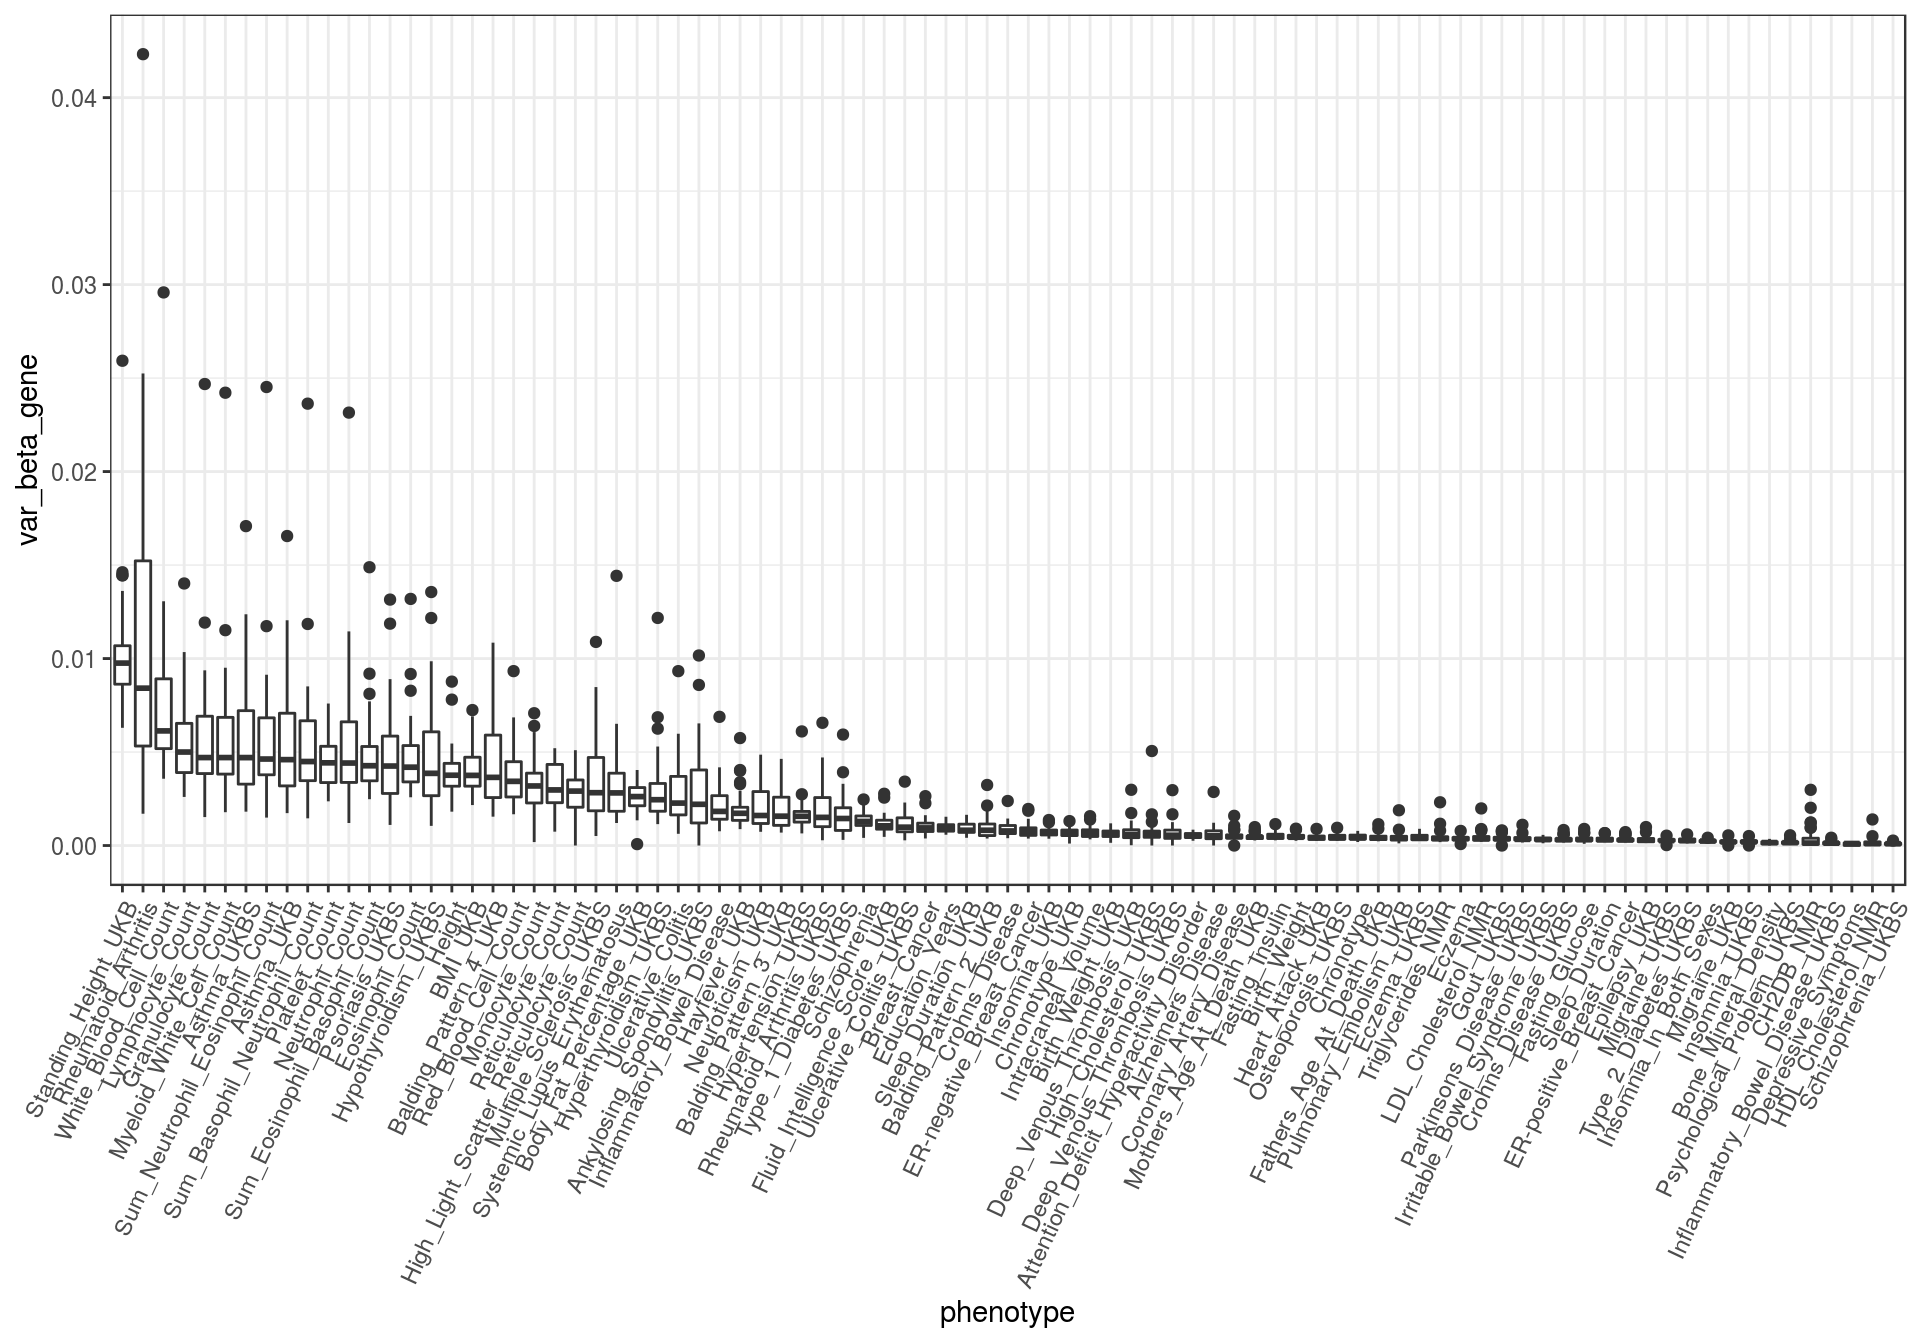 0.04
0.03
0.02
0.01
0.00
var_beta_gene
Standing_Height_UKB
Rheumatoid_Arthritis
White_Blood_Cell_Count
Lymphocyte_Count
Granulocyte_Count
Myeloid_White_Cell_Count
Asthma_UKBS
Eosinophil_Count
Asthma_UKB
Sum_Neutrophil_Eosinophil_Count
Platelet_Count
Sum_Basophil_Neutrophil_Count
Neutrophil_Count
Psoriasis_UKBS
Sum_Eosinophil_Basophil_Count
Hypothyroidism_UKBS
Height
BMI_UKB
Balding_Pattern_4_UKB
Red_Blood_Cell_Count
Monocyte_Count
Reticulocyte_Count
High_Light_Scatter_Reticulocyte_Count
Multiple_Sclerosis_UKBS
Systemic_Lupus_Erythematosus
Body_Fat_Percentage_UKB
Hyperthyroidism_UKBS
Ulcerative_Colitis
Ankylosing_Spondylitis_UKBS
Inflammatory_Bowel_Disease
Hayfever_UKB
Neuroticism_UKB
Balding_Pattern_3_UKB
Hypertension_UKBS
Rheumatoid_Arthritis_UKBS
Type_1_Diabetes_UKBS
Schizophrenia
Fluid_Intelligence_Score_UKB
Ulcerative_Colitis_UKBS
Breast_Cancer
Education_Years
Sleep_Duration_UKB
Balding_Pattern_2_UKB
Crohns_Disease
ER-negative_Breast_Cancer
Insomnia_UKB
Chronotype_UKB
Intracraneal_Volume
Birth_Weight_UKB
Deep_Venous_Thrombosis_UKB
High_Cholesterol_UKBS
Deep_Venous_Thrombosis_UKBS
Attention_Deficit_Hyperactivity_Disorder
Alzheimers_Disease
Coronary_Artery_Disease
Mothers_Age_At_Death_UKB
Fasting_Insulin
Birth_Weight
Heart_Attack_UKB
Osteoporosis_UKBS
Chronotype
Fathers_Age_At_Death_UKB
Pulmonary_Embolism_UKB
Eczema_UKBS
Triglycerides_NMR
Eczema
LDL_Cholesterol_NMR
Gout_UKBS
Parkinsons_Disease_UKBS
Irritable_Bowel_Syndrome_UKBS
Crohns_Disease_UKBS
Fasting_Glucose
Sleep_Duration
ER-positive_Breast_Cancer
Epilepsy_UKB
Migraine_UKBS
Type_2_Diabetes_UKBS
Insomnia_In_Both_Sexes
Migraine_UKB
Insomnia_UKBS
Bone_Mineral_Density
Psychological_Problem_UKBS
CH2DB_NMR
Inflammatory_Bowel_Disease_UKBS
Depressive_Symptoms
HDL_Cholesterol_NMR
Schizophrenia_UKBS
phenotype